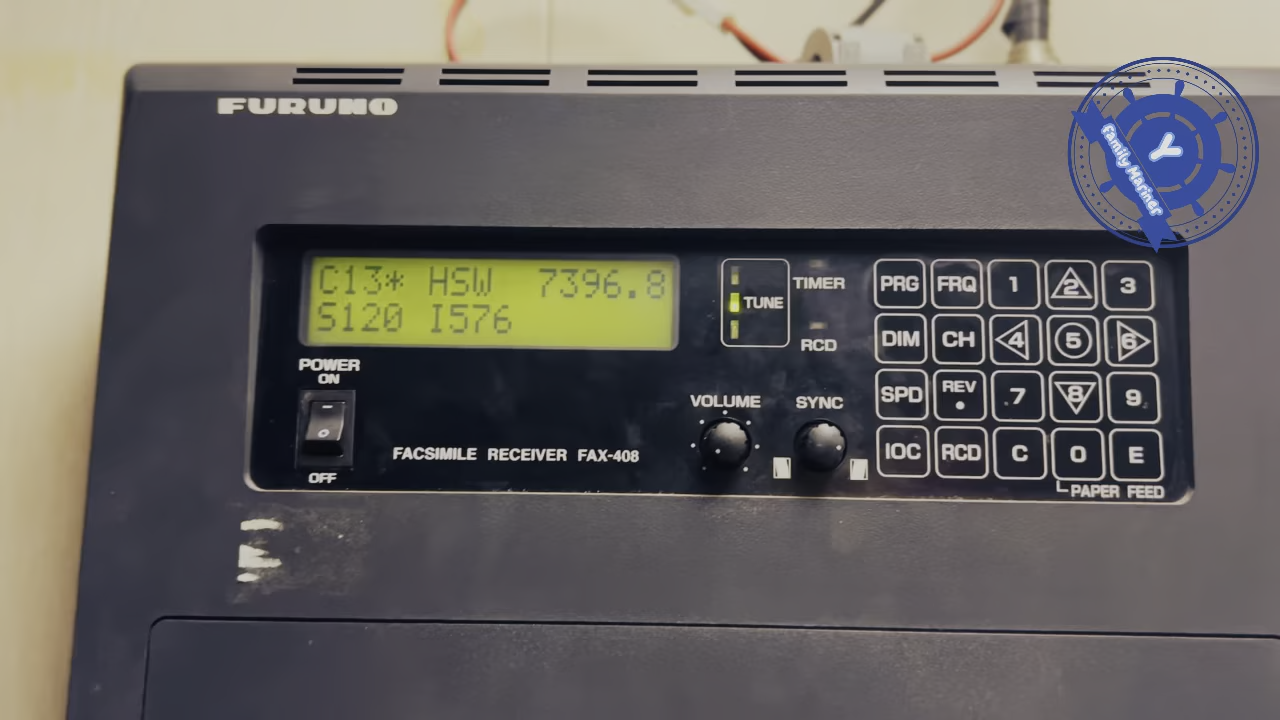 FURUNO
Family Mariner
C13* HSW 7396.8
S120 I576
TUNE
TIMER
RCD
POWER
ON
OFF
FACSIMILE RECEIVER FAX-408
VOLUME
SYNC
PRG FRQ 1 2 3
DIM CH 4 5 6
SPD REV 7 8 9
IOC RCD C 0 E
PAPER FEED